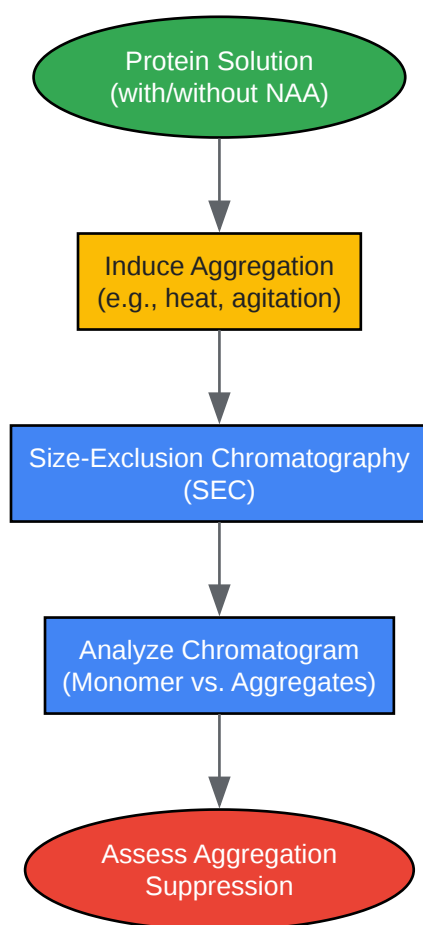 Protein Solution
(with/without NAA)
Induce Aggregation
(e.g., heat, agitation)
Size-Exclusion Chromatography
(SEC)
Analyze Chromatogram
(Monomer vs. Aggregates)
Assess Aggregation
Suppression